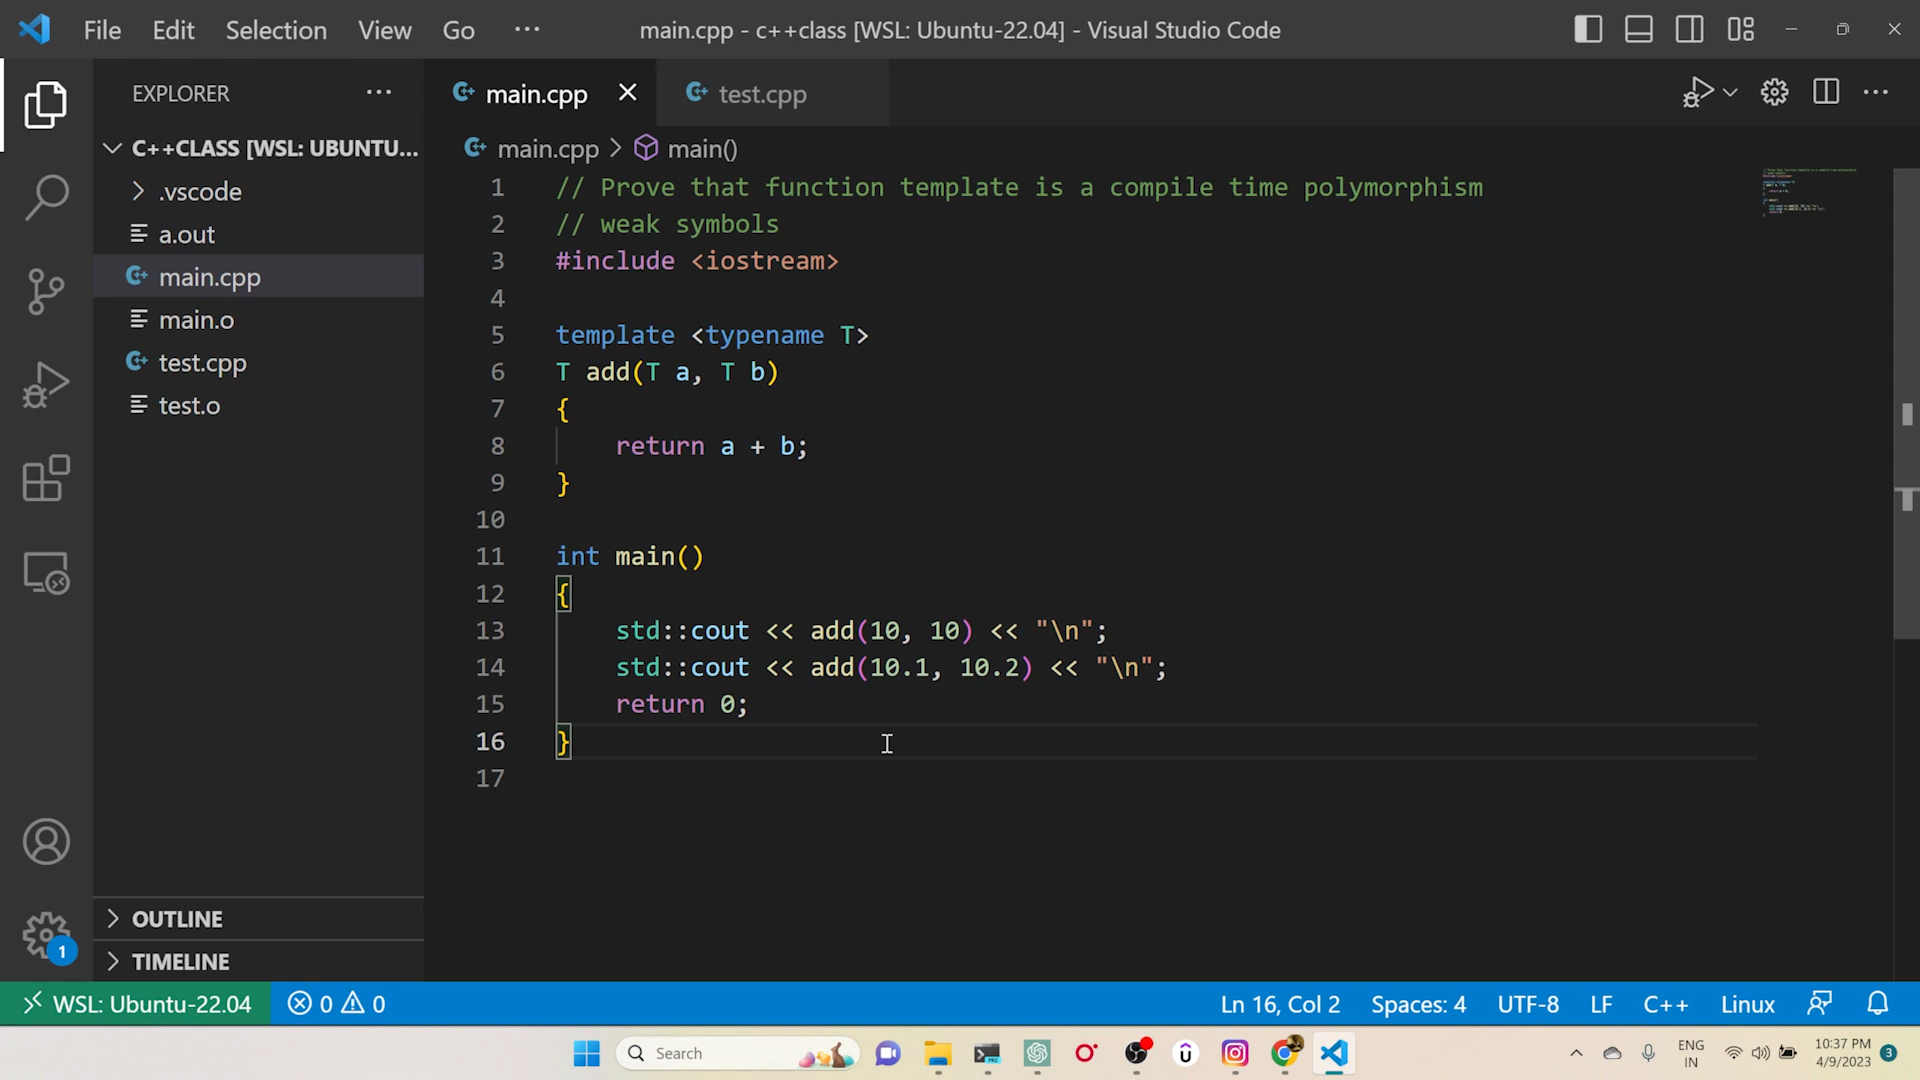 File Edit Selection View Go ···
main.cpp - c++class [WSL: Ubuntu-22.04] - Visual Studio Code
EXPLORER
C++CLASS [WSL: UBUNTU...
.vscode
a.out
main.cpp
main.o
test.cpp
test.o
OUTLINE
TIMELINE
main.cpp
test.cpp
main.cpp > main()
1 // Prove that function template is a compile time polymorphism
2 // weak symbols
3 #include <iostream>
4
5 template <typename T>
6 T add(T a, T b)
7 {
8 return a + b;
9 }
10
11 int main()
12 {
13 std::cout << add(10, 10) << "\n";
14 std::cout << add(10.1, 10.2) << "\n";
15 return 0;
16 }
17
1
WSL: Ubuntu-22.04 0 0 Ln 16, Col 2 Spaces: 4 UTF-8 LF C++ Linux
Search
ENG
IN
10:37 PM
4/9/2023
3